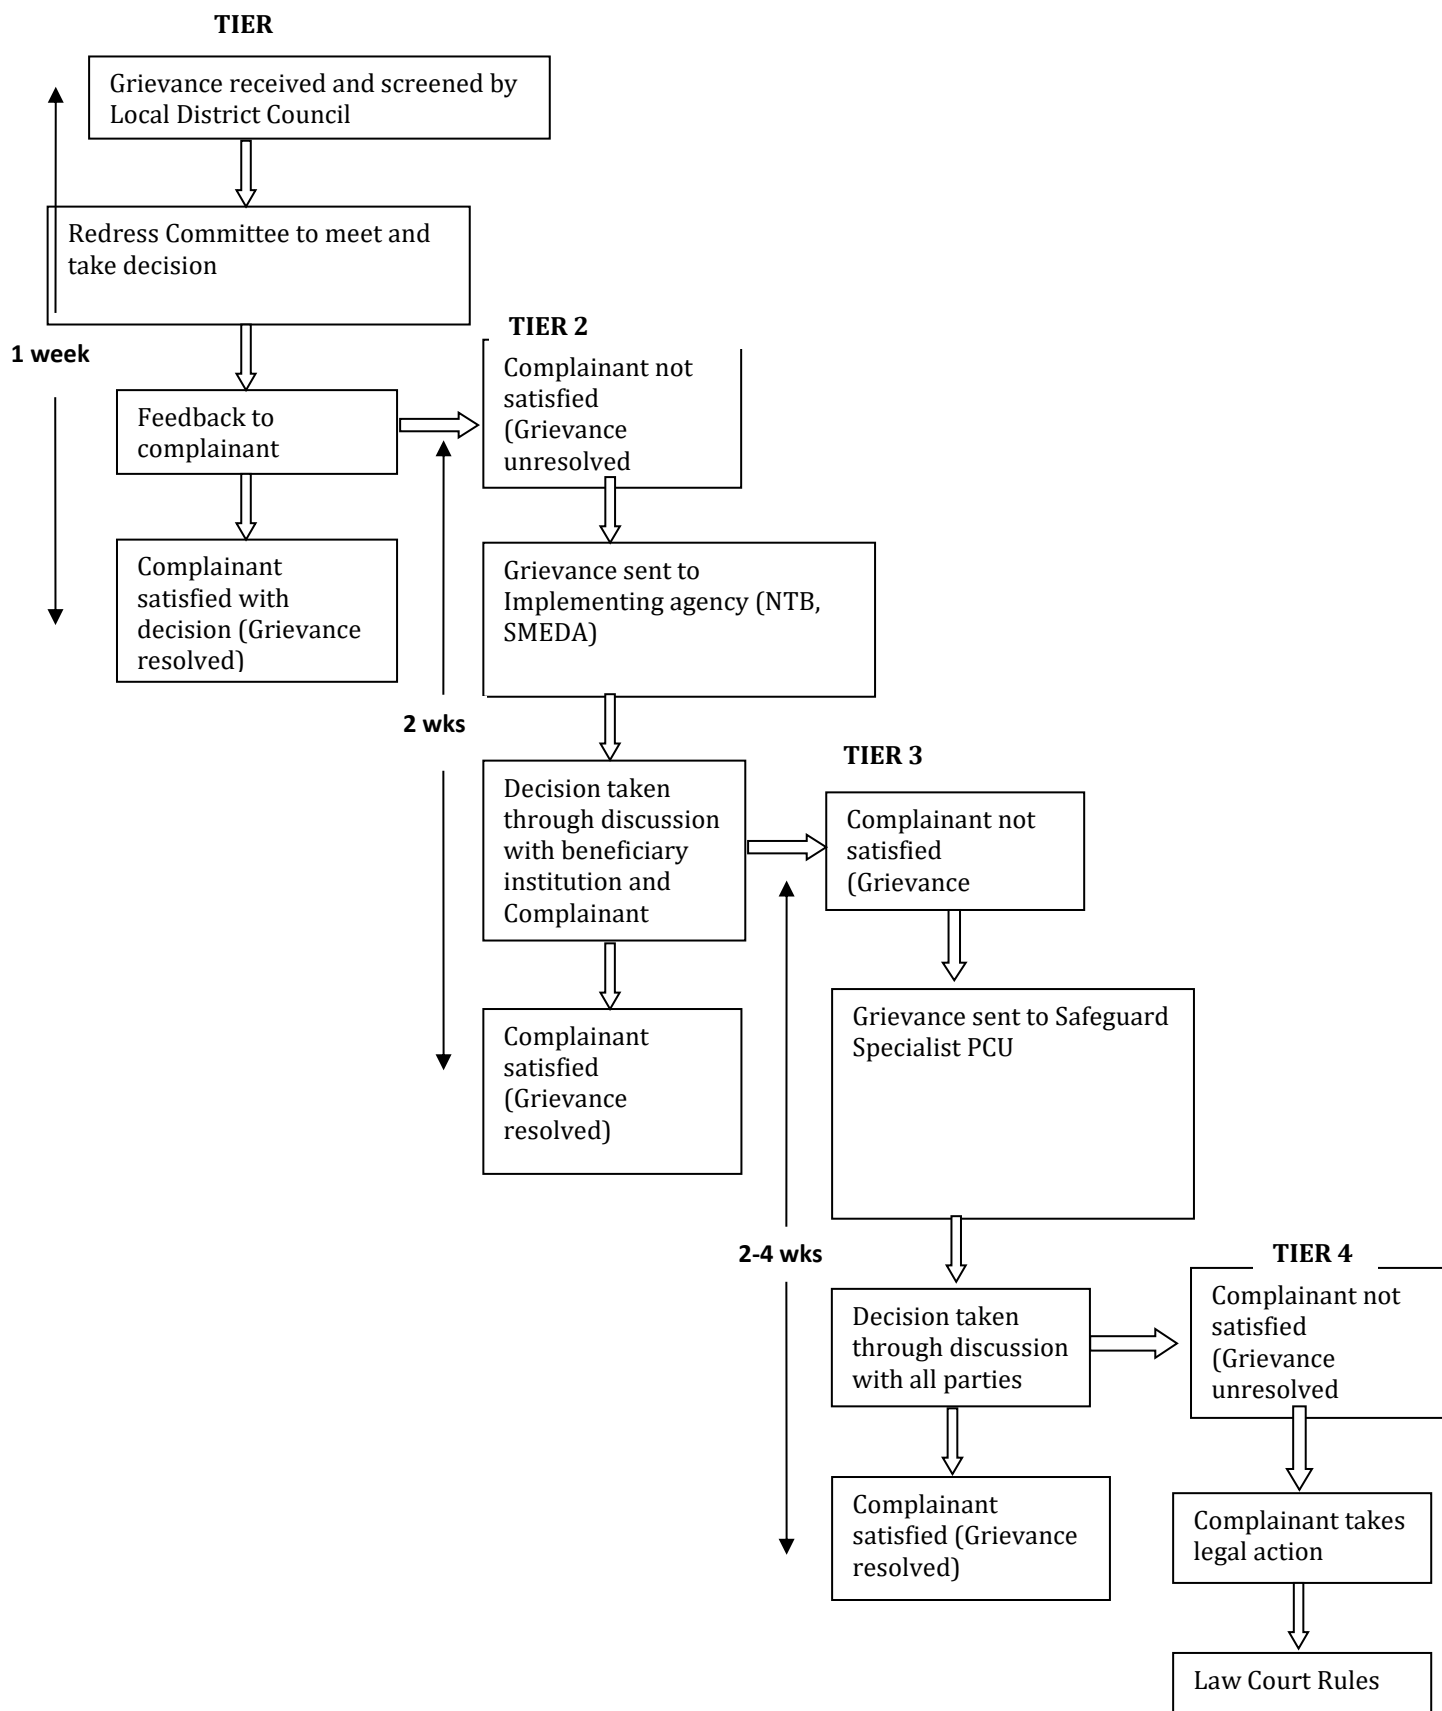 TIER
Grievance received and screened by
Local District Council
Redress Committee to meet and
take decision
1 week
Feedback to
complainant
Complainant
satisfied with
decision (Grievance
resolved)
TIER 2
Complainant not
satisfied
(Grievance
unresolved
Grievance sent to
Implementing agency (NTB,
SMEDA)
2 wks
Decision taken
through discussion
with beneficiary
institution and
Complainant
Complainant
satisfied
(Grievance
resolved)
TIER 3
Complainant not
satisfied
(Grievance
Grievance sent to Safeguard
Specialist PCU
2-4 wks
Decision taken
through discussion
with all parties
Complainant
satisfied (Grievance
resolved)
TIER 4
Complainant not
satisfied
(Grievance
unresolved
Complainant takes
legal action
Law Court Rules